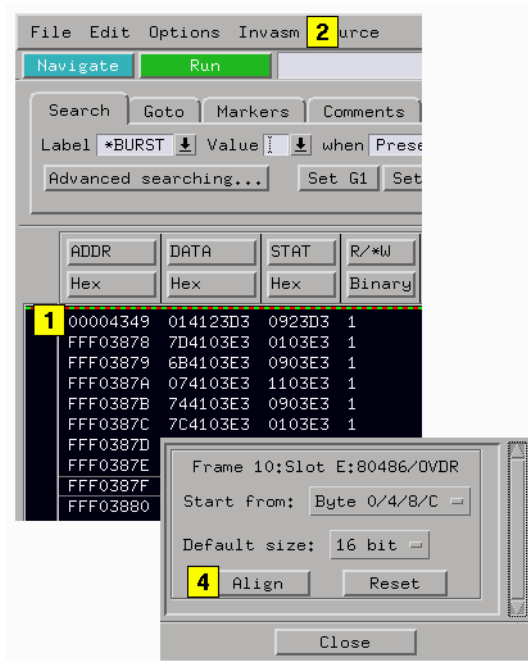 File Edit Options Invasm 2 urce
Navigate Run
Search Goto Markers Comments
Label *BURST Value when Prese
Advanced searching... Set G1 Set
ADDR DATA STAT R/*W
Hex Hex Hex Binary
1 00004349 014123D3 0923D3 1
FFF03878 7D4103E3 0103E3 1
FFF03879 6B4103E3 0903E3 1
FFF0387A 074103E3 1103E3 1
FFF0387B 744103E3 0903E3 1
FFF0387C 7C4103E3 0103E3 1
FFF0387D
FFF0387E
FFF0387F
FFF03880
Frame 10:Slot E:80486/OVDR
Start from: Byte 0/4/8/C
Default size: 16 bit
4 Align Reset
Close